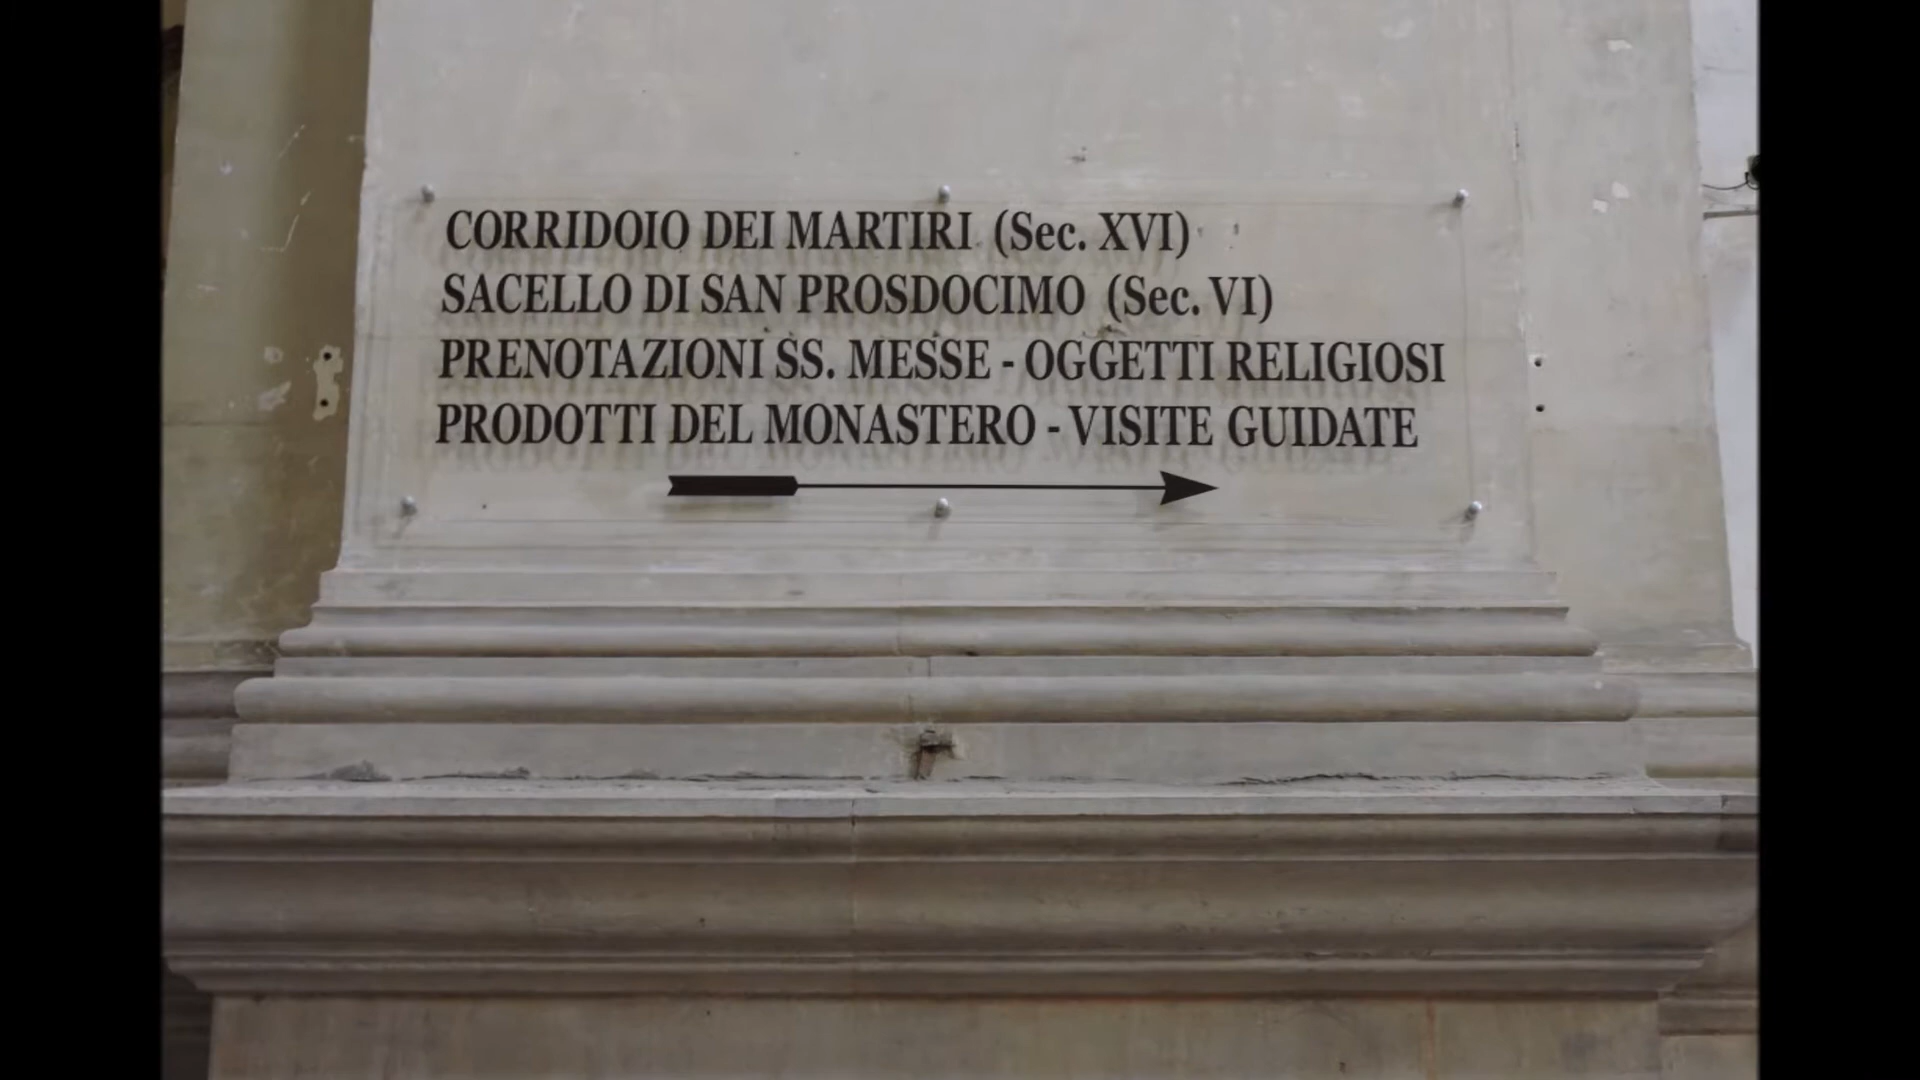 CORRIDOIO DEI MARTIRI (Sec. XVI)
SACELLO DI SAN PROSDOCIMO (Sec. VI)
PRENOTAZIONI SS. MESSE - OGGETTI RELIGIOSI
PRODOTTI DEL MONASTERO - VISITE GUIDATE